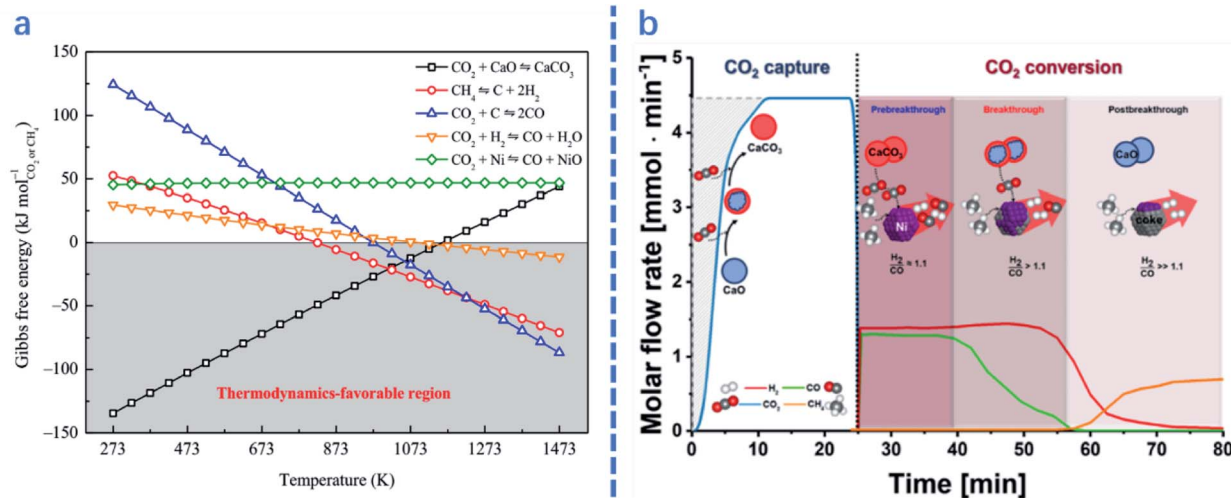 a
150
100
50
0
−50
−100
−150
Gibbs free energy (kJ mol−1 CO2 or CH4)
CO2 + CaO ⇋ CaCO3
CH4 ⇋ C + 2H2
CO2 + C ⇋ 2CO
CO2 + H2 ⇋ CO + H2O
CO2 + Ni ⇋ CO + NiO
Thermodynamics-favorable region
273 473 673 873 1073 1273 1473
Temperature (K)
b
5
4
3
2
1
0
Molar flow rate [mmol · min−1]
CO2 capture
CO2 conversion
Prebreakthrough
Breakthrough
Postbreakthrough
CaCO3
CaO
CaCO3
CaO
Ni
coke
H2/CO ≈ 1.1
H2/CO > 1.1
H2/CO >> 1.1
H2 CO
CO2 CH4
0 10 20 30 40 50 60 70 80
Time [min]